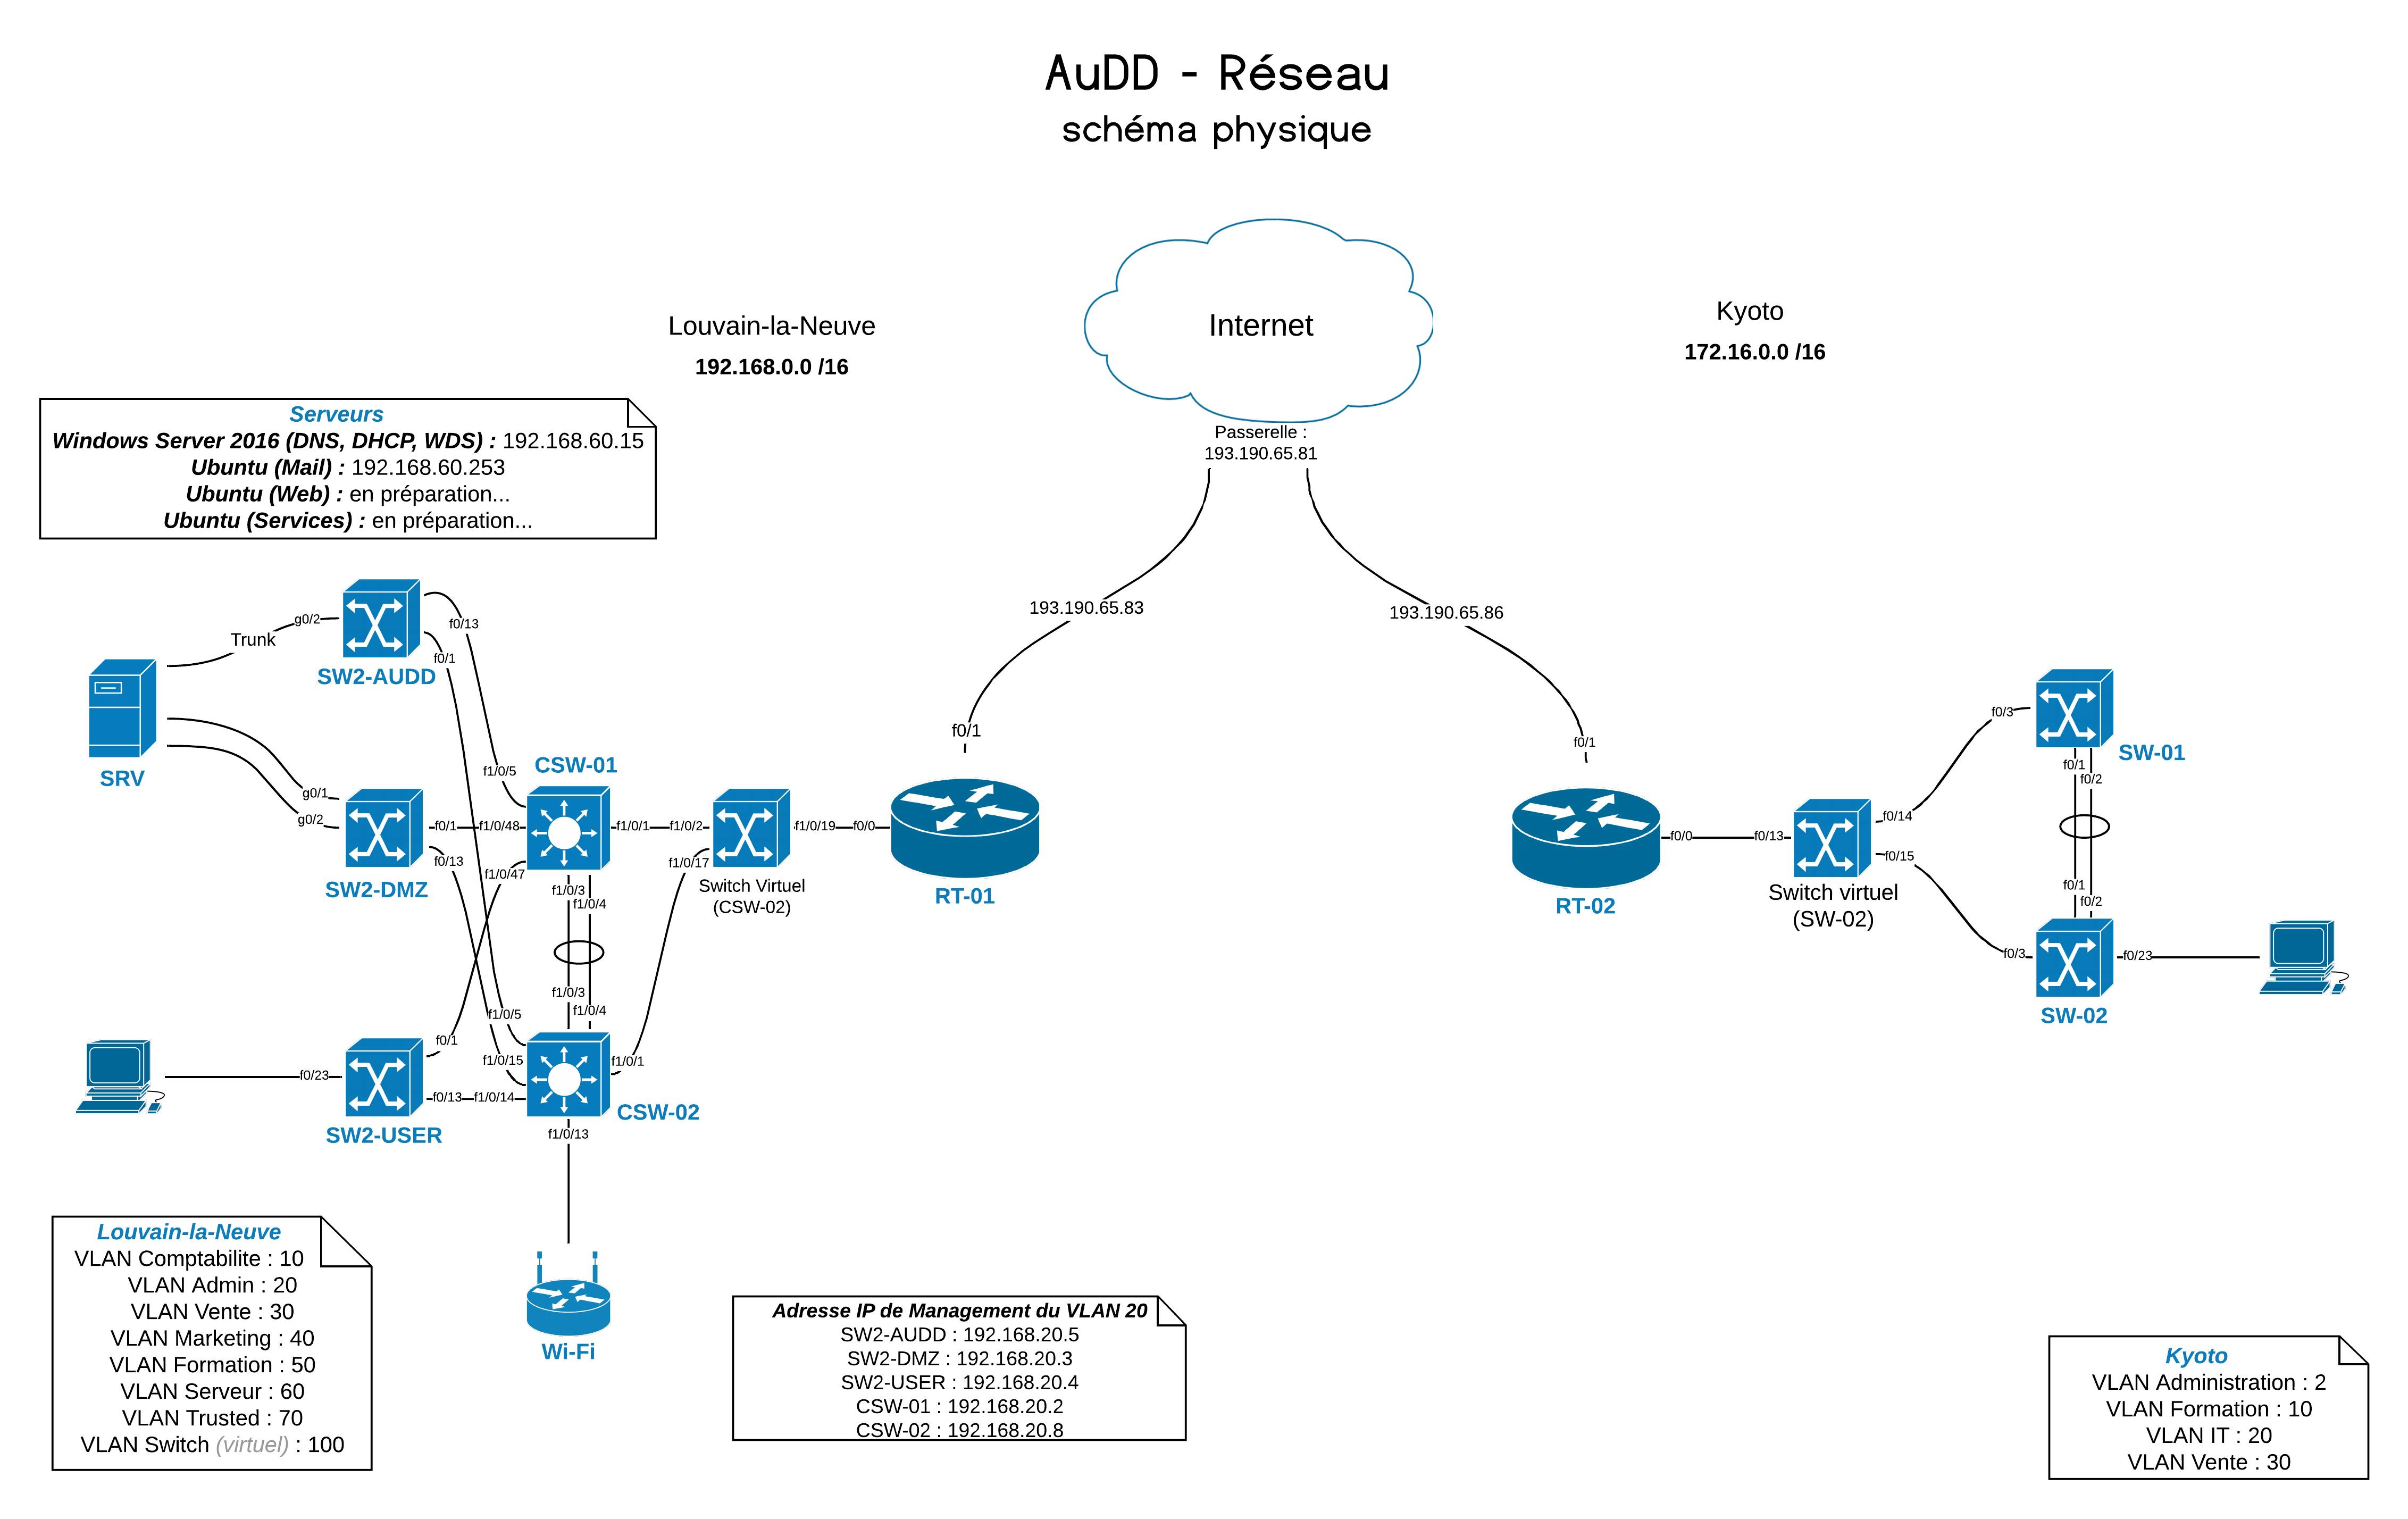 AuDD - Réseau
schéma physique
Internet
Louvain-la-Neuve
192.168.0.0 /16
Kyoto
172.16.0.0 /16
Passerelle :
193.190.65.81
Serveurs
Windows Server 2016 (DNS, DHCP, WDS) : 192.168.60.15
Ubuntu (Mail) : 192.168.60.253
Ubuntu (Web) : en préparation...
Ubuntu (Services) : en préparation...
193.190.65.83
193.190.65.86
Trunk
g0/2
f0/13
f0/1
SW2-AUDD
SRV
g0/1
g0/2
f0/1
f0/13
SW2-DMZ
f1/0/5
CSW-01
f1/0/48
f1/0/47
f1/0/1
f1/0/2
f1/0/17
f1/0/3
f1/0/4
Switch Virtuel
(CSW-02)
f1/0/19
f0/0
f0/1
RT-01
f1/0/3
f1/0/4
f1/0/5
f1/0/15
f1/0/1
f0/1
f0/23
f0/13
f1/0/14
SW2-USER
CSW-02
f1/0/13
Wi-Fi
f0/1
RT-02
f0/0
f0/13
f0/14
f0/15
Switch virtuel
(SW-02)
f0/3
SW-01
f0/1
f0/2
f0/1
f0/2
f0/3
f0/23
SW-02
Louvain-la-Neuve
VLAN Comptabilite : 10
VLAN Admin : 20
VLAN Vente : 30
VLAN Marketing : 40
VLAN Formation : 50
VLAN Serveur : 60
VLAN Trusted : 70
VLAN Switch (virtuel) : 100
Adresse IP de Management du VLAN 20
SW2-AUDD : 192.168.20.5
SW2-DMZ : 192.168.20.3
SW2-USER : 192.168.20.4
CSW-01 : 192.168.20.2
CSW-02 : 192.168.20.8
Kyoto
VLAN Administration : 2
VLAN Formation : 10
VLAN IT : 20
VLAN Vente : 30